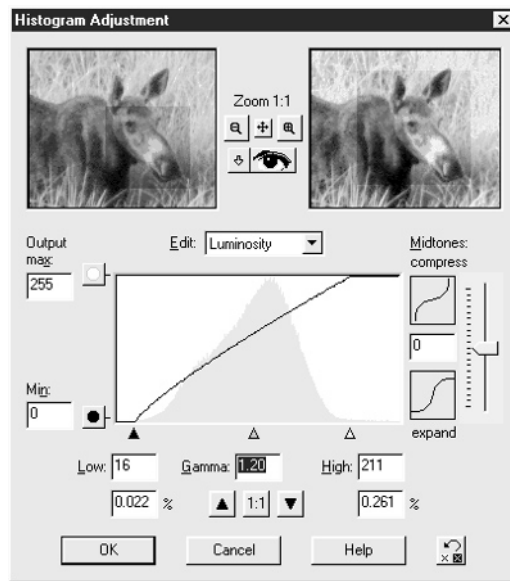 Histogram Adjustment
Zoom 1:1
Output max:
255
Edit: Luminosity
Midtones:
compress
0
expand
Min:
0
Low: 16
Gamma: 1.20
High: 211
0.022 %
1:1
0.261 %
OK
Cancel
Help